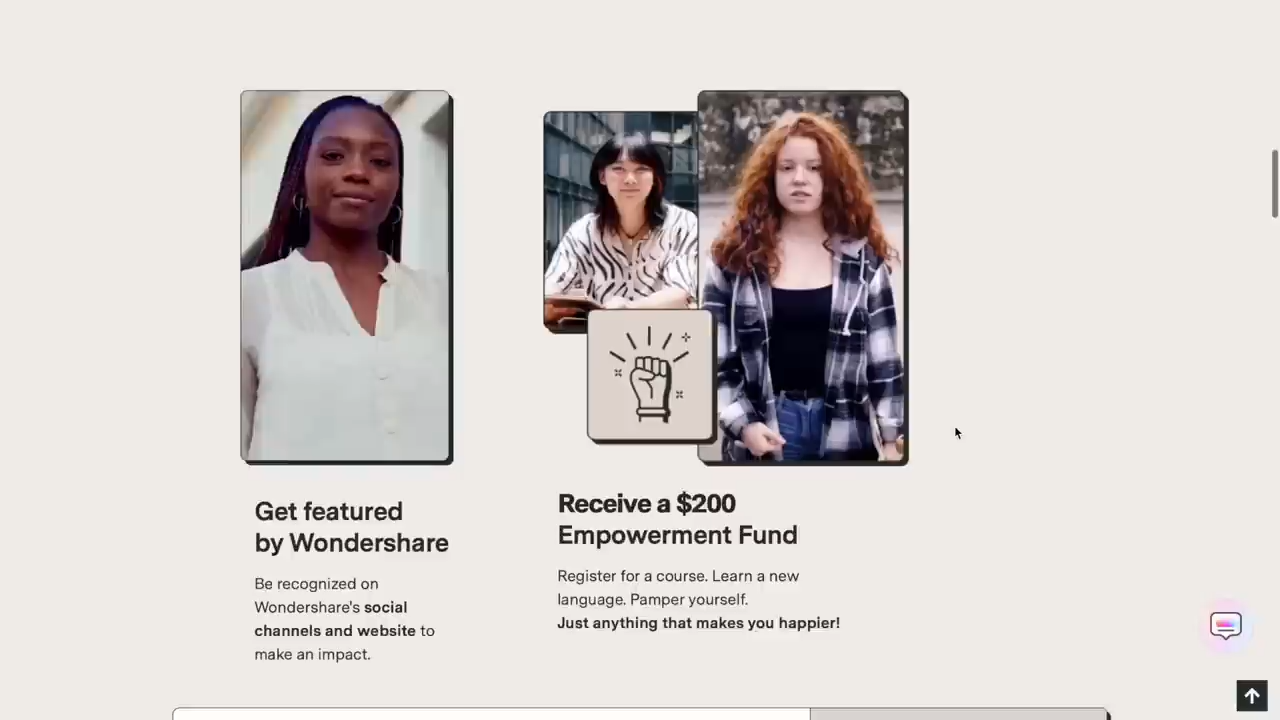 Get featured
by Wondershare
Be recognized on
Wondershare's social
channels and website to
make an impact.
Receive a $200
Empowerment Fund
Register for a course. Learn a new
language. Pamper yourself.
Just anything that makes you happier!